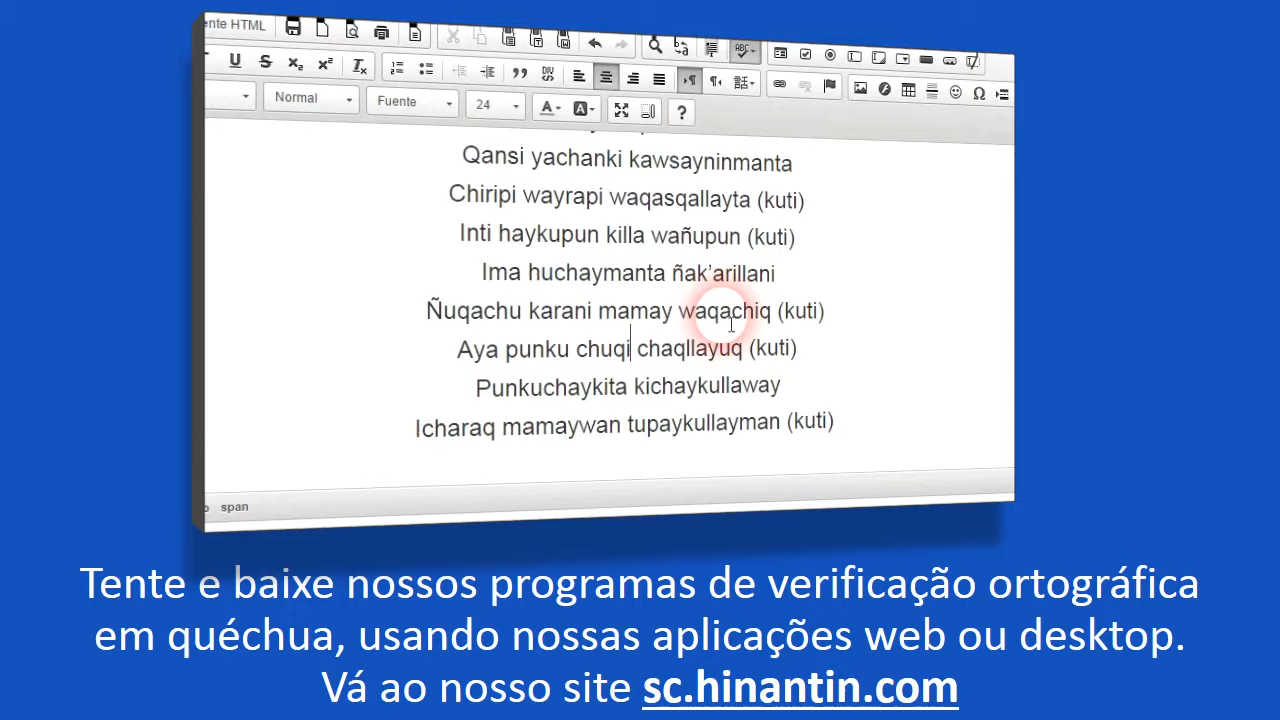 ente HTML
Normal Fuente 24
Qansi yachanki kawsayninmanta
Chiripi wayrapi waqasqallayta (kuti)
Inti haykupun killa wañupun (kuti)
Ima huchaymanta ñak'arillani
Ñuqachu karani mamay waqachiq (kuti)
Aya punku chuqi chaqllayuq (kuti)
Punkuchaykita kichaykullaway
Icharaq mamaywan tupaykullayman (kuti)
span
Tente e baixe nossos programas de verificação ortográfica
em quéchua, usando nossas aplicações web ou desktop.
Vá ao nosso site sc.hinantin.com